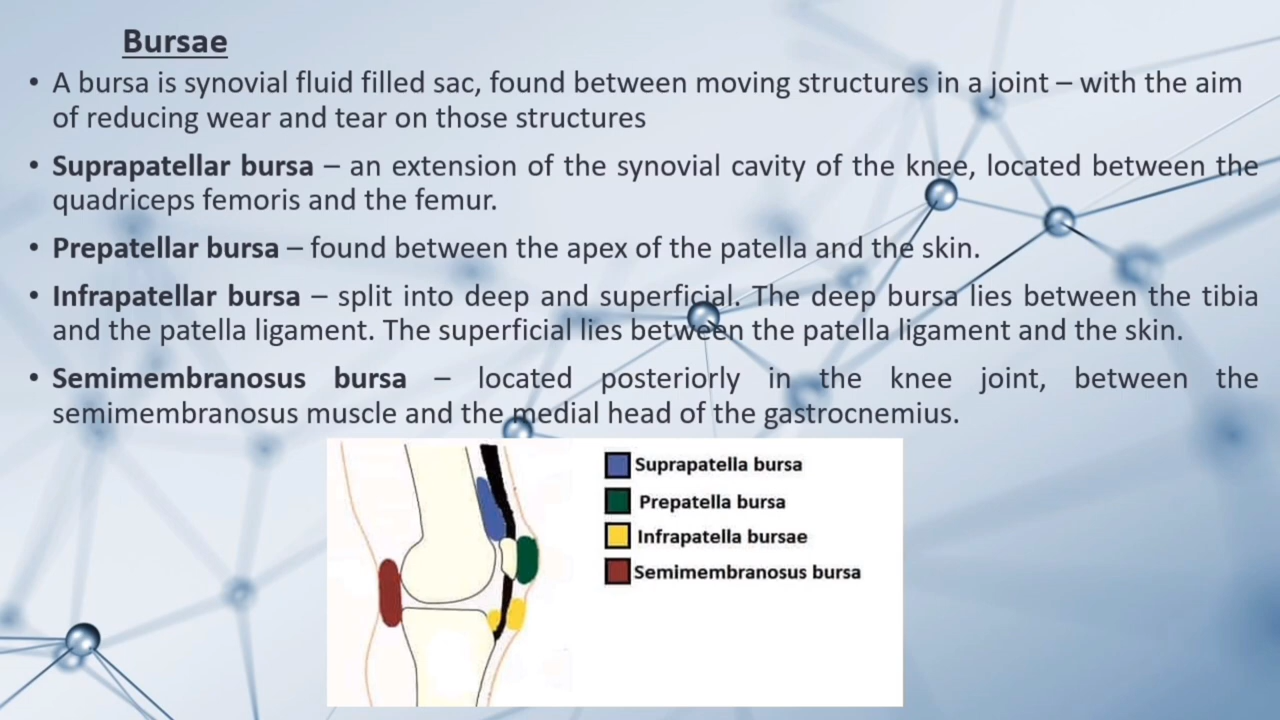 Bursae
• A bursa is synovial fluid filled sac, found between moving structures in a joint – with the aim
of reducing wear and tear on those structures
• Suprapatellar bursa – an extension of the synovial cavity of the knee, located between the
quadriceps femoris and the femur.
• Prepatellar bursa – found between the apex of the patella and the skin.
• Infrapatellar bursa – split into deep and superficial. The deep bursa lies between the tibia
and the patella ligament. The superficial lies between the patella ligament and the skin.
• Semimembranosus bursa – located posteriorly in the knee joint, between the
semimembranosus muscle and the medial head of the gastrocnemius.
Suprapatella bursa
Prepatella bursa
Infrapatella bursae
Semimembranosus bursa